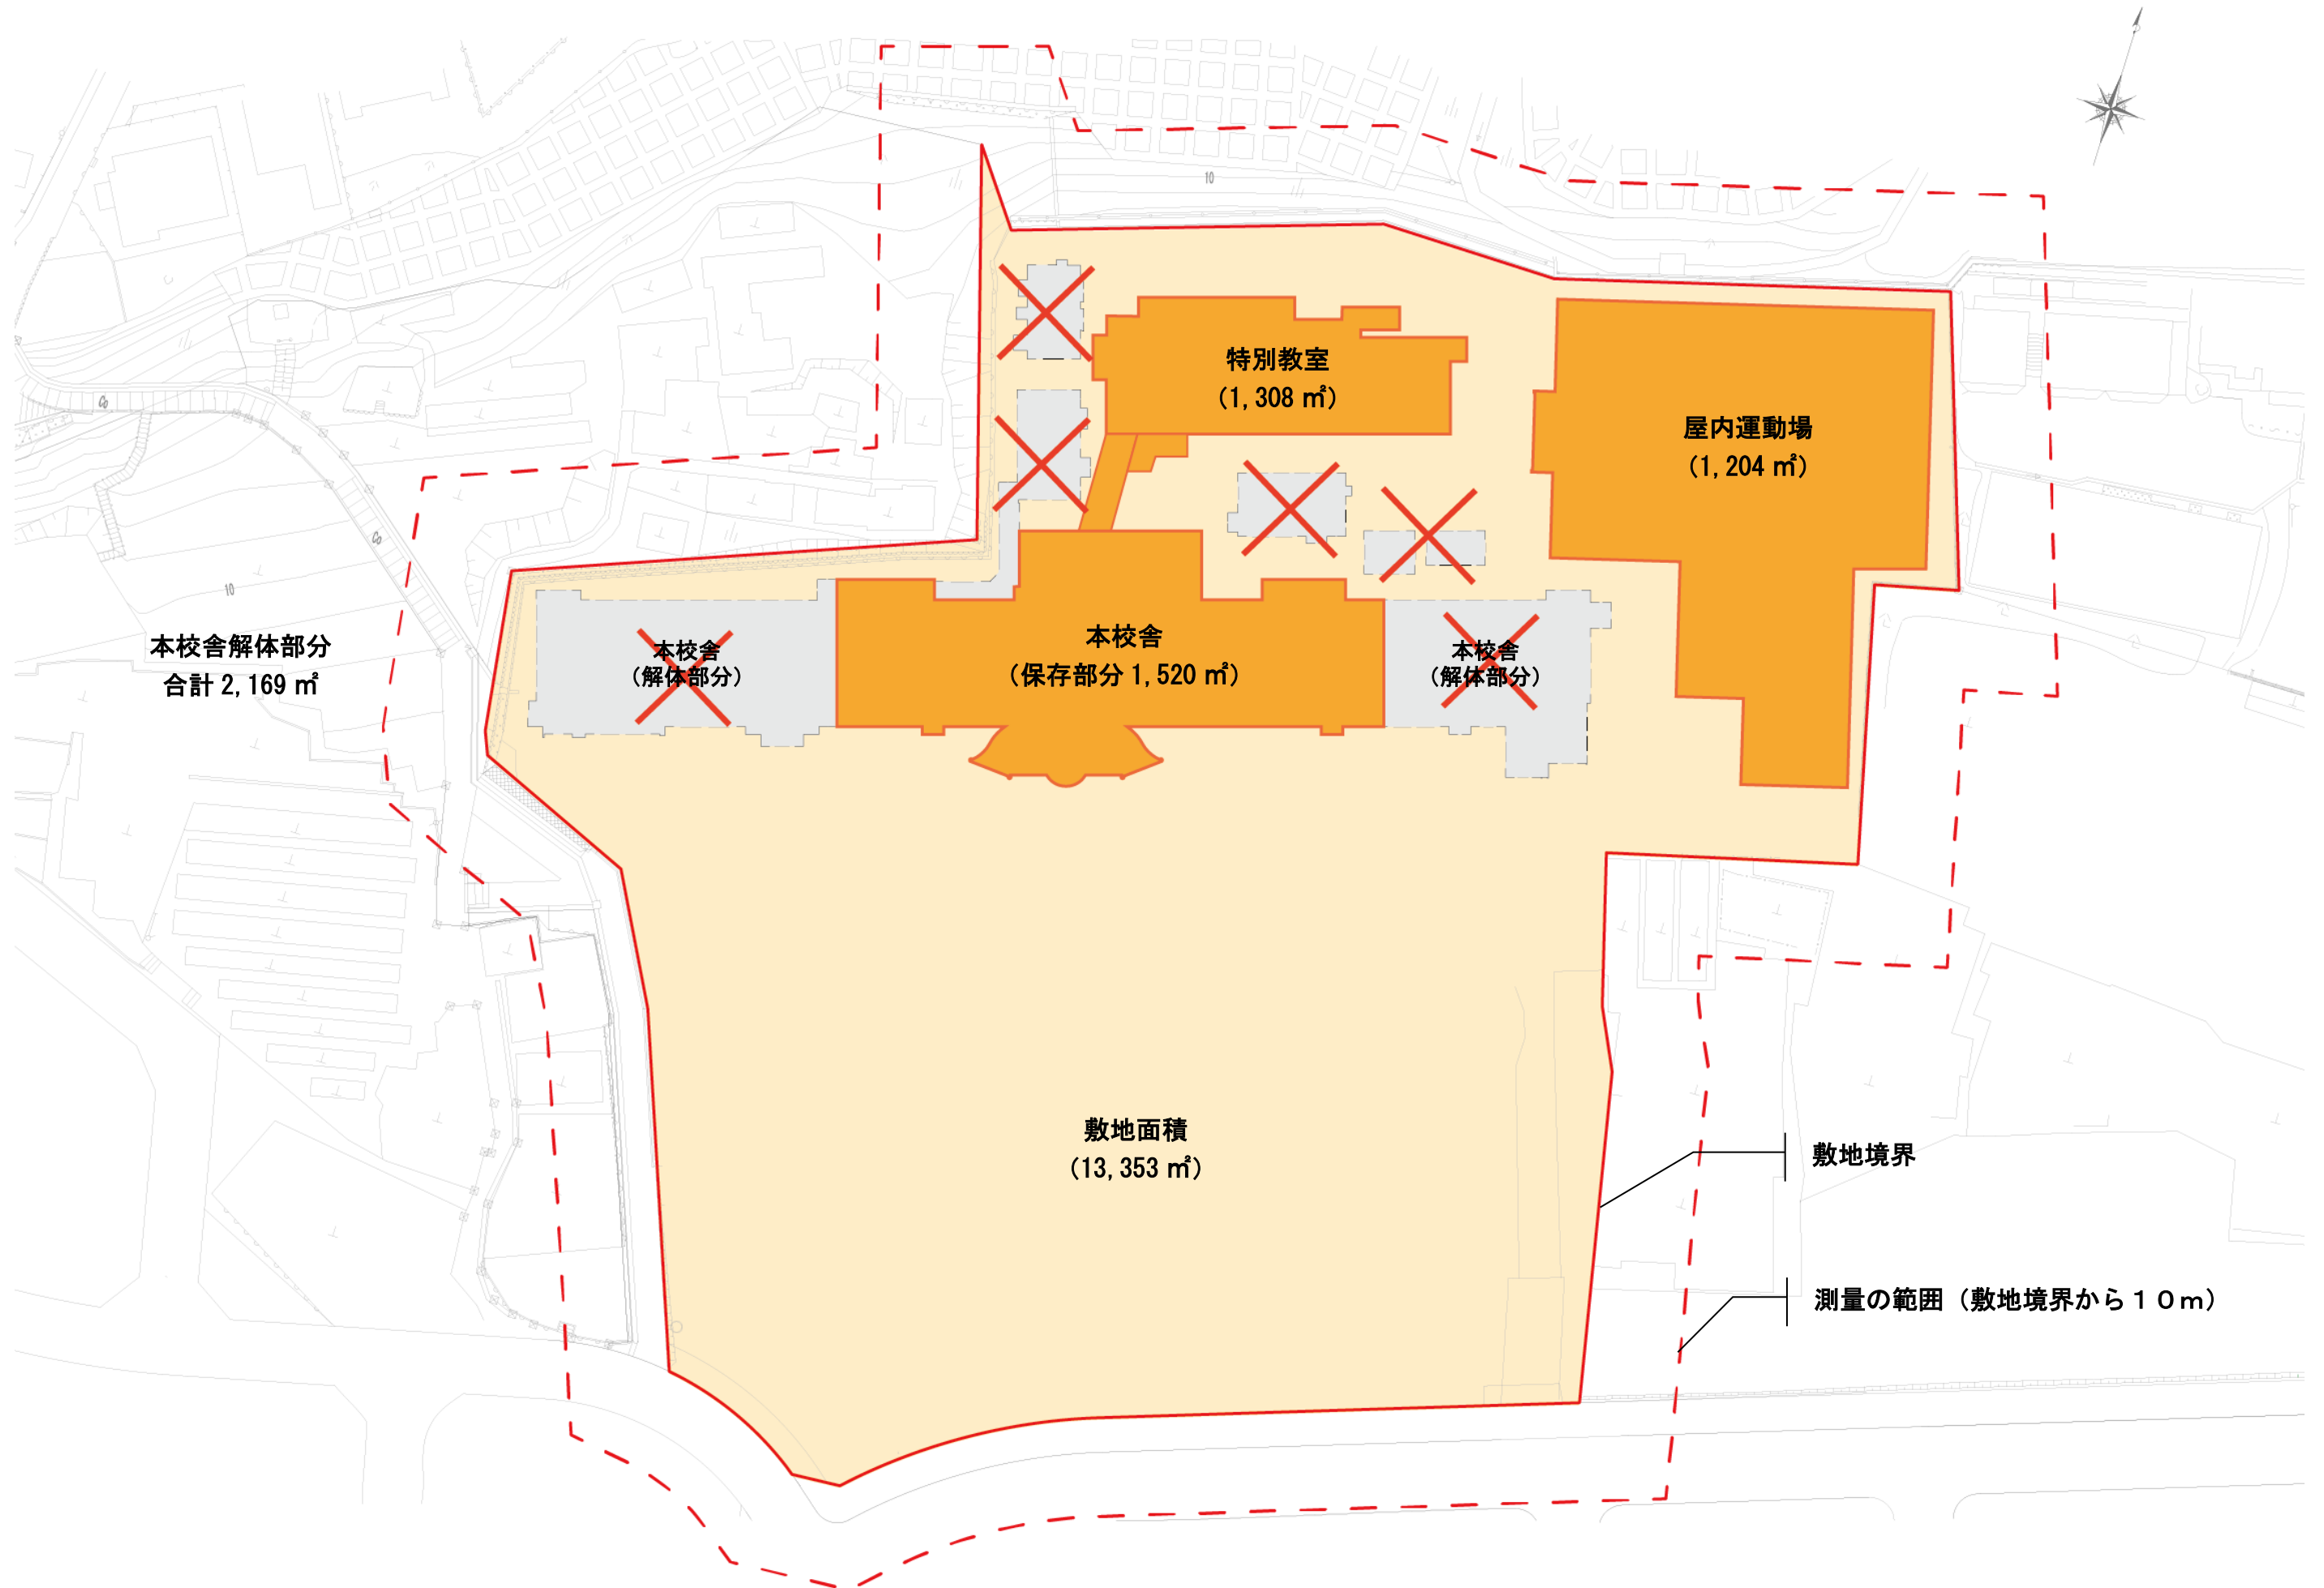 10
特別教室
(1,308 ㎡)
屋内運動場
(1,204 ㎡)
Co
Co
10
本校舎解体部分
合計 2,169 ㎡
本校舎
(解体部分)
本校舎
(保存部分 1,520 ㎡)
本校舎
(解体部分)
敷地面積
(13,353 ㎡)
敷地境界
測量の範囲（敷地境界から１０ｍ）